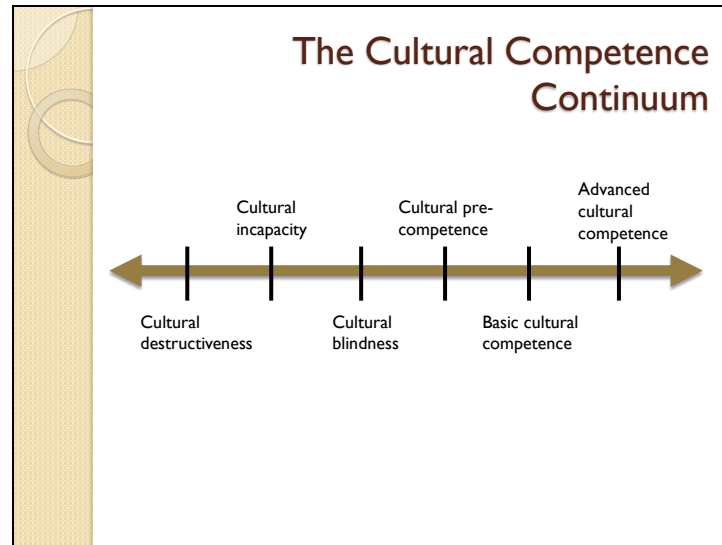 The Cultural Competence
Continuum
Advanced
cultural
competence
Cultural
incapacity
Cultural pre-
competence
Cultural
destructiveness
Cultural
blindness
Basic cultural
competence